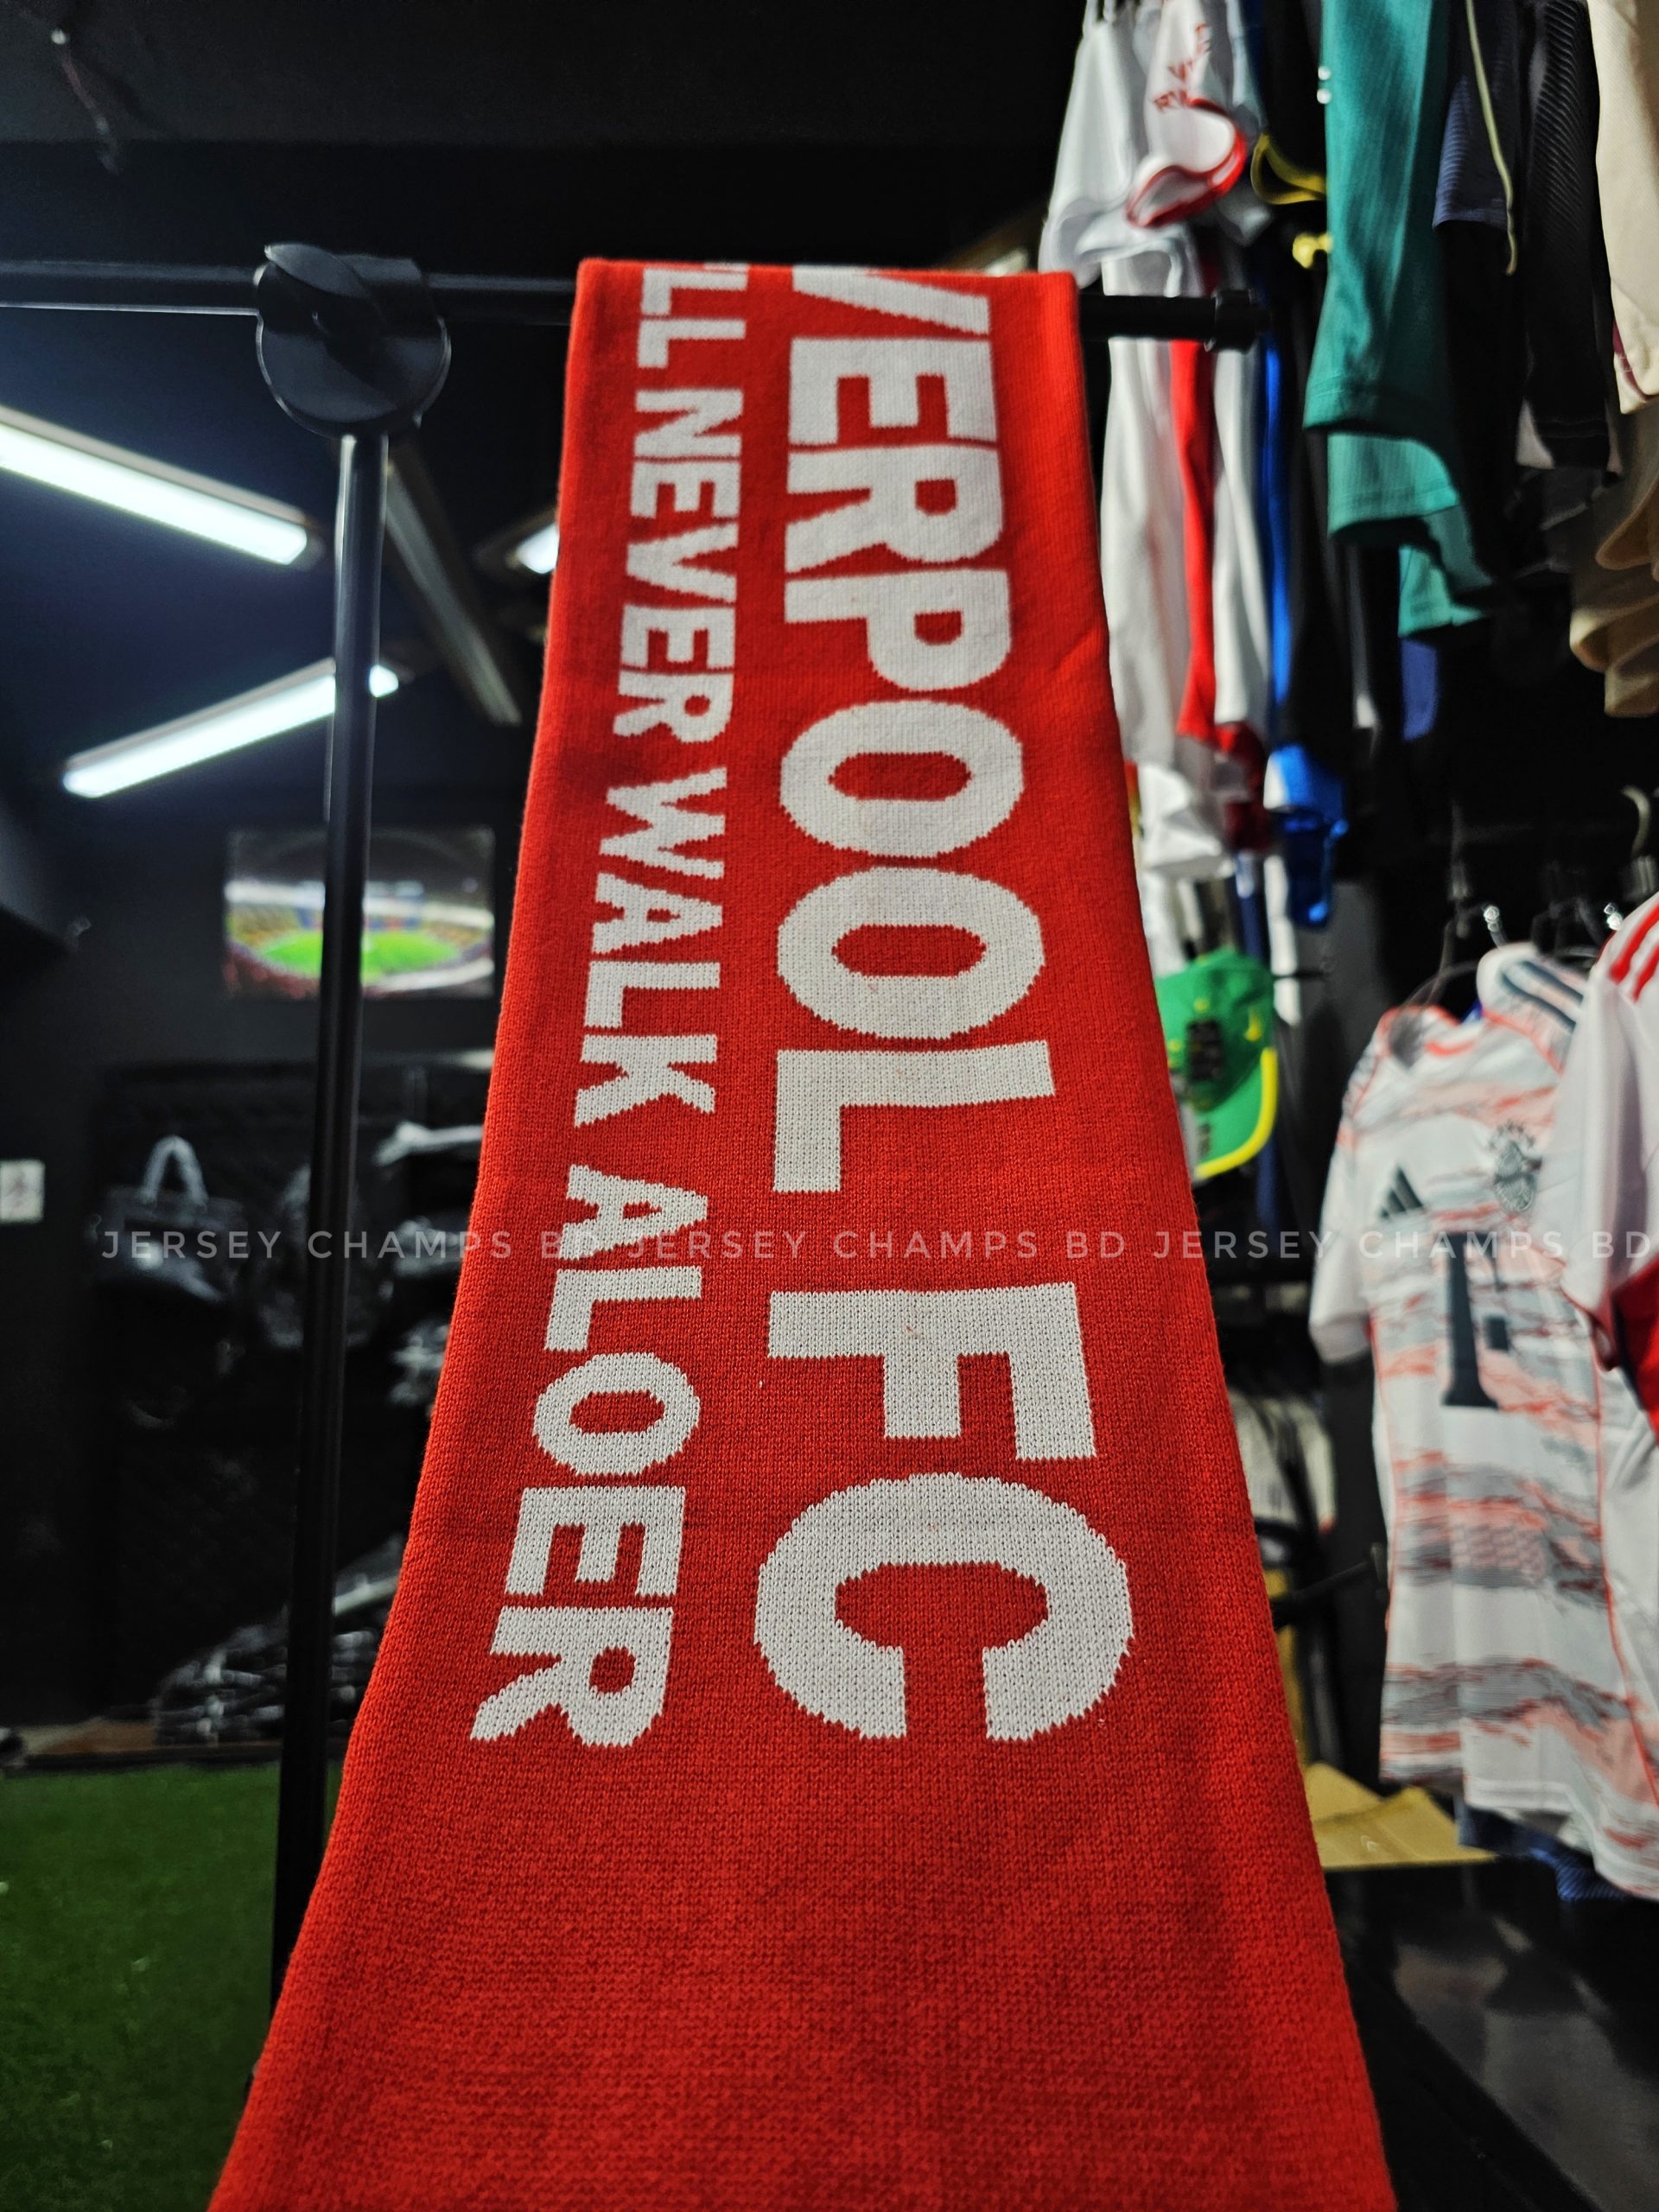 VERPOOL FC
'LL NEVER WALK ALOER
JERSEY CHAMPS BD JERSEY CHAMPS BD JERSEY CHAMPS BD